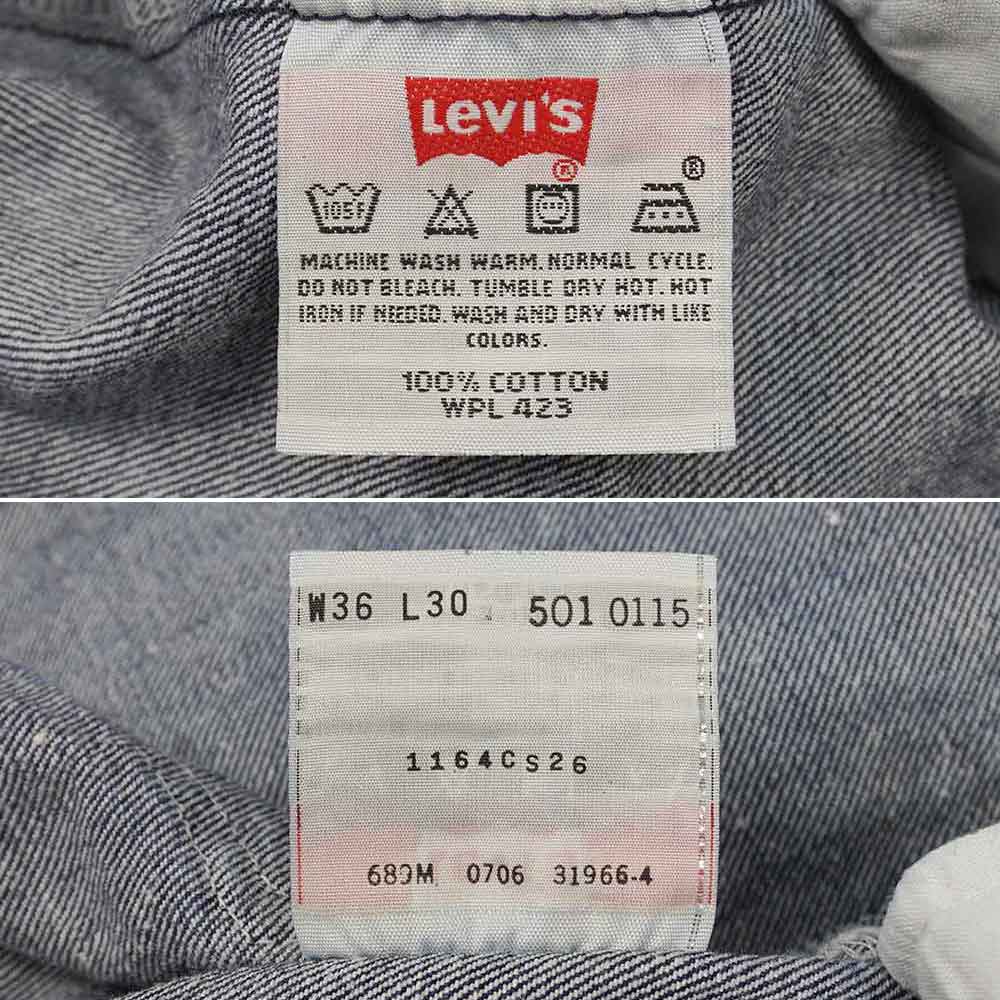 Levi's
®
®
105F
MACHINE WASH WARM. NORMAL CYCLE.
DO NOT BLEACH. TUMBLE DRY HOT. HOT
IRON IF NEEDED. WASH AND DRY WITH LIKE
COLORS.
100% COTTON
WPL 423
W36 L30 501 0115
1164CS26
0706 31966-4